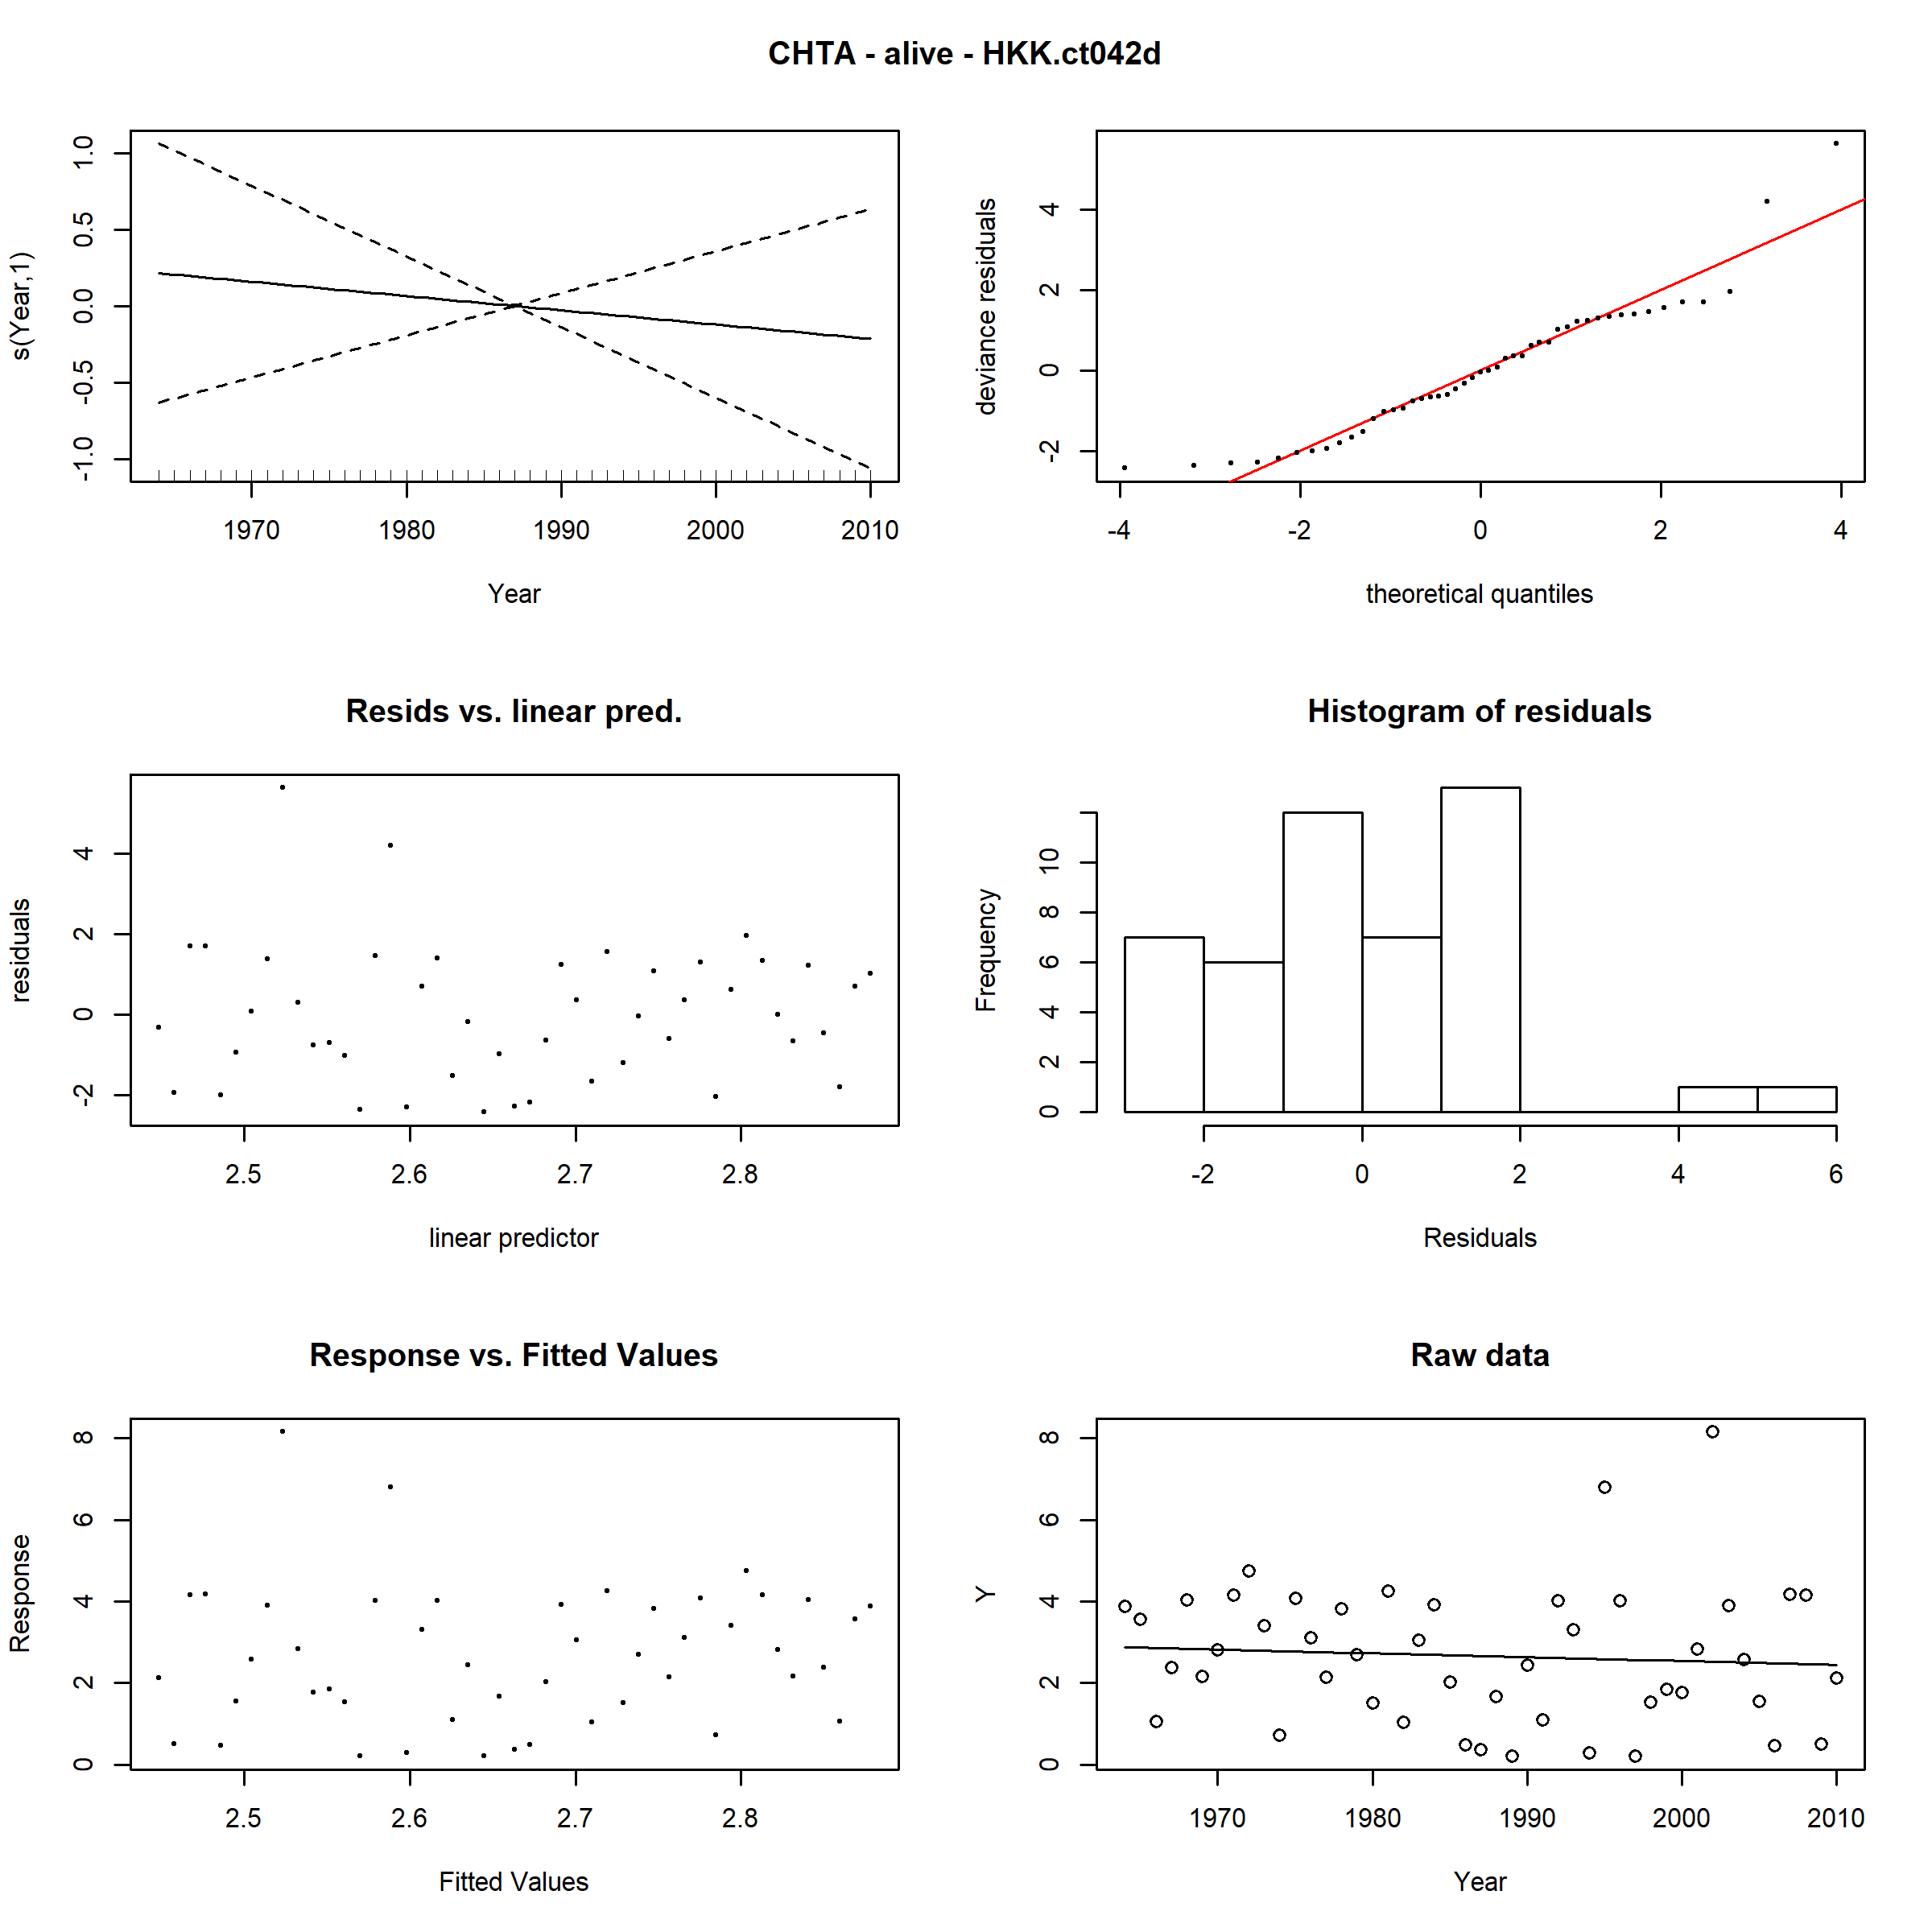 CHTA - alive - HKK.ct042d
s(Year,1)
-1.0 -0.5 0.0 0.5 1.0
1970 1980 1990 2000 2010
Year
deviance residuals
-2 0 2 4
-4 -2 0 2 4
theoretical quantiles
Resids vs. linear pred.
residuals
-2 0 2 4
2.5 2.6 2.7 2.8
linear predictor
Histogram of residuals
Frequency
0 2 4 6 8 10
-2 0 2 4 6
Residuals
Response vs. Fitted Values
Response
0 2 4 6 8
2.5 2.6 2.7 2.8
Fitted Values
Raw data
Y
0 2 4 6 8
1970 1980 1990 2000 2010
Year